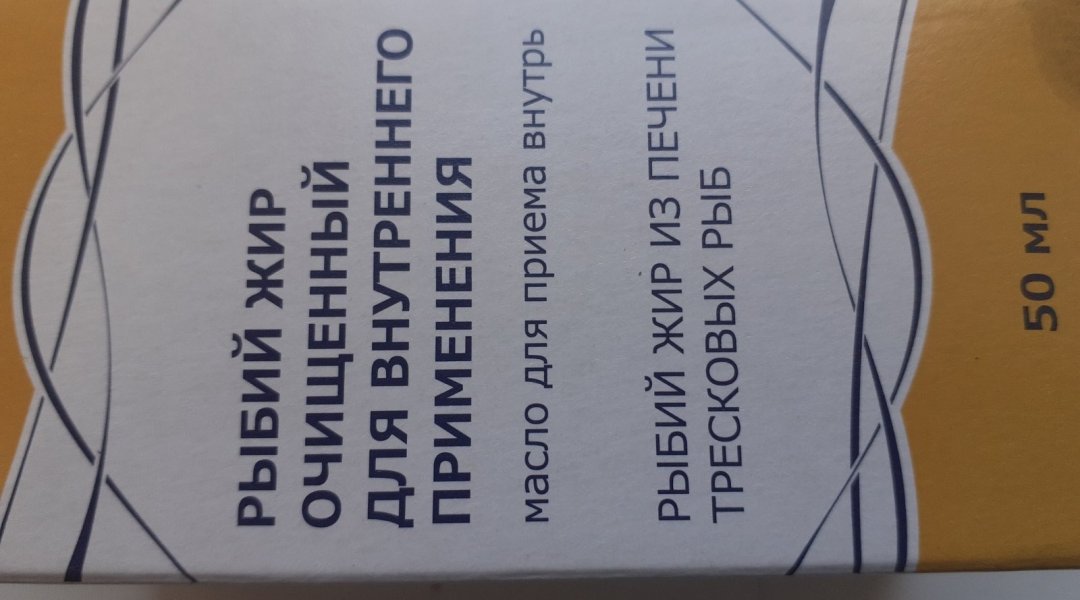 РЫБИЙ ЖИР
ОЧИЩЕННЫЙ
ДЛЯ ВНУТРЕННЕГО
ПРИМЕНЕНИЯ
масло для приема внутрь
РЫБИЙ ЖИР ИЗ ПЕЧЕНИ
ТРЕСКОВЫХ РЫБ
50 мл